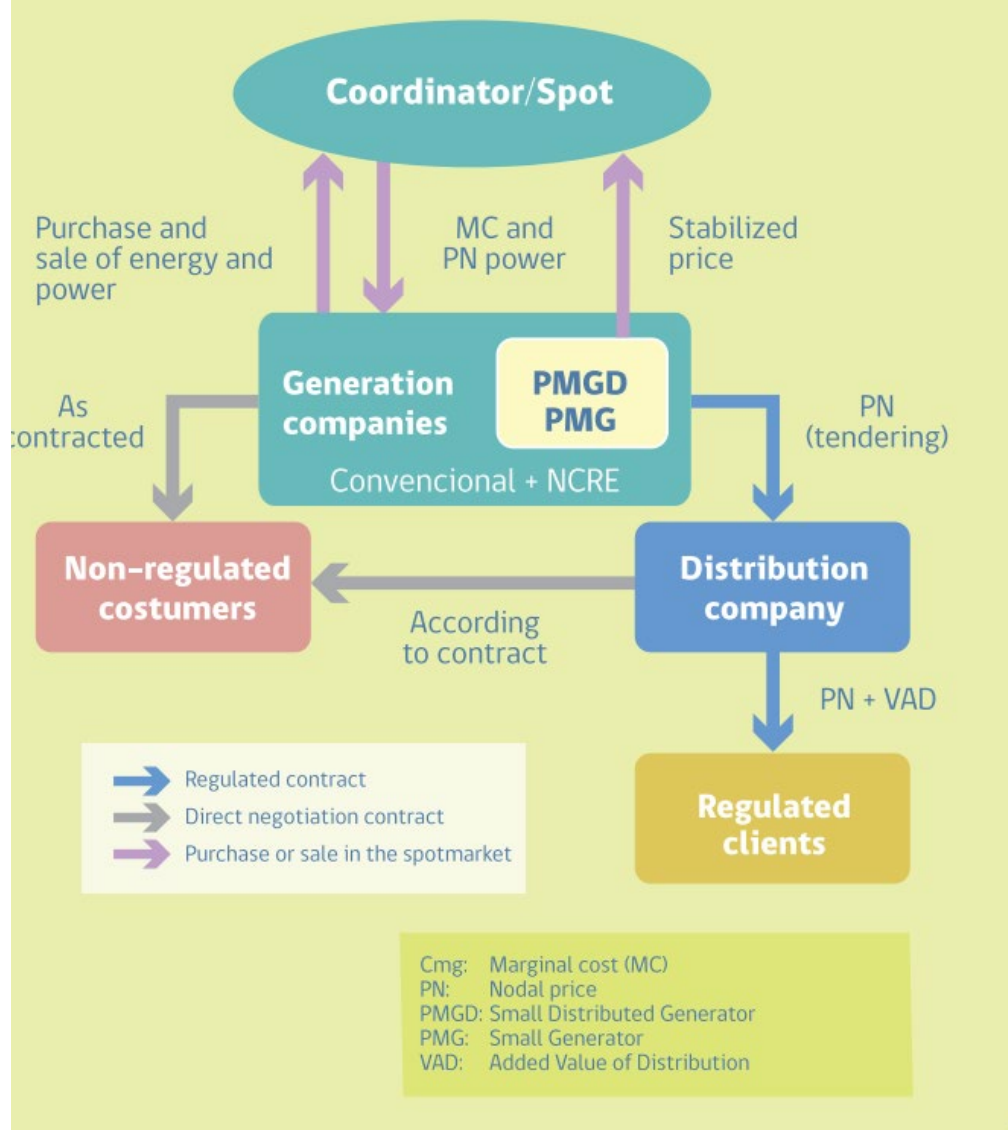 Coordinator/Spot
Purchase and
sale of energy and
power
MC and
PN power
Stabilized
price
Generation
companies
PMGD
PMG
Convencional + NCRE
As
contracted
PN
(tendering)
Non-regulated
costumers
According
to contract
Distribution
company
PN + VAD
Regulated contract
Direct negotiation contract
Purchase or sale in the spotmarket
Regulated
clients
Cmg: Marginal cost (MC)
PN: Nodal price
PMGD: Small Distributed Generator
PMG: Small Generator
VAD: Added Value of Distribution